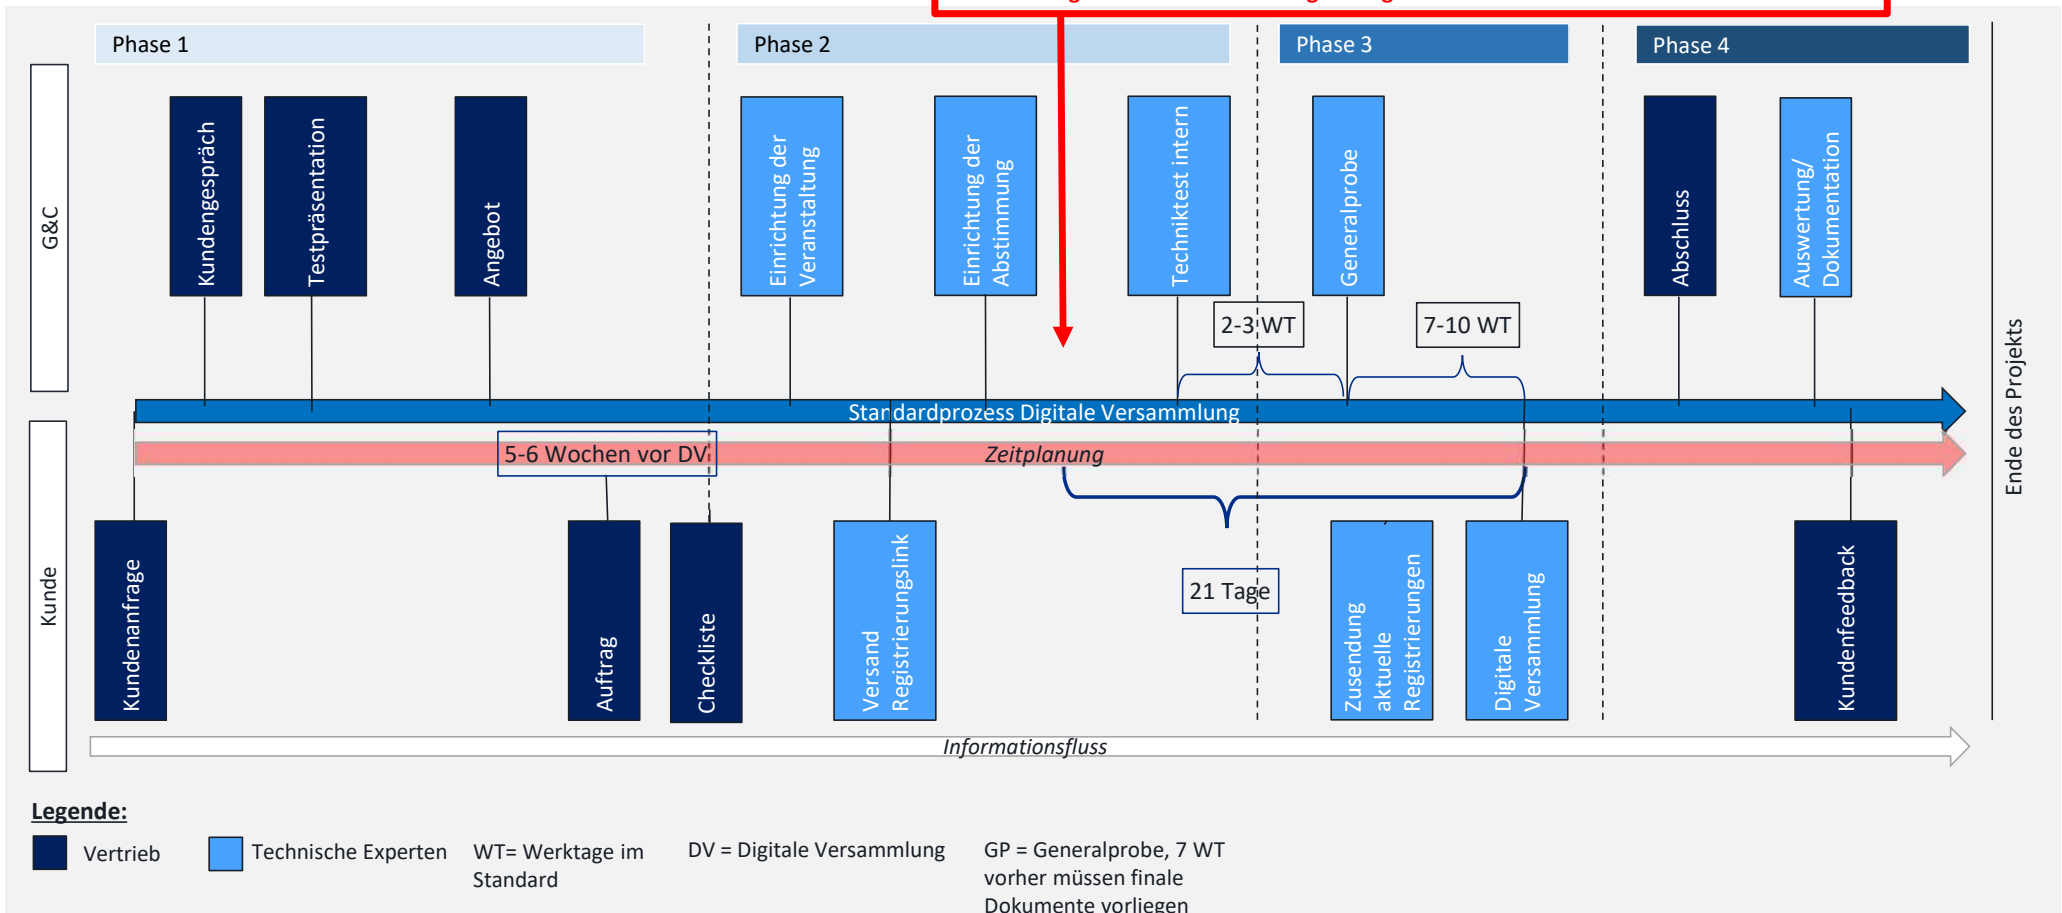 Phase 1
Phase 2
Phase 3
Phase 4
G&C
Kundengespräch
Testpräsentation
Angebot
Einrichtung der
Veranstaltung
Einrichtung der
Abstimmung
Techniktest intern
Generalprobe
Abschluss
Auswertung/
Dokumentation
2-3 WT
7-10 WT
Standardprozess Digitale Versammlung
5-6 Wochen vor DV
Zeitplanung
Ende des Projekts
Kunde
Kundenanfrage
Auftrag
Checkliste
Versand
Registrierungslink
21 Tage
Zusendung
aktuelle
Registrierungen
Digitale
Versammlung
Kundenfeedback
Informationsfluss
Legende:
Vertrieb
Technische Experten
WT= Werktage im
Standard
DV = Digitale Versammlung
GP = Generalprobe, 7 WT
vorher müssen finale
Dokumente vorliegen